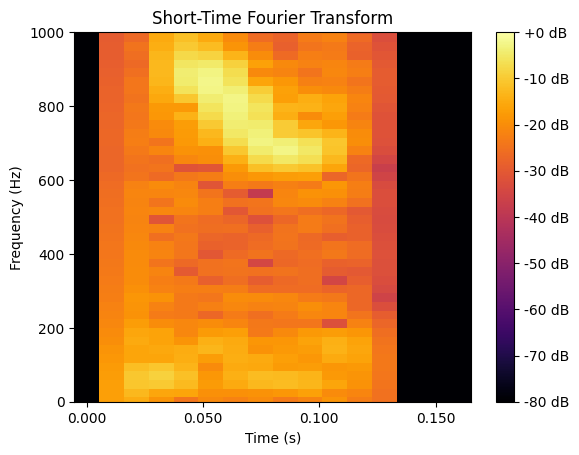 Short-Time Fourier Transform
1000
800
600
400
200
0
Frequency (Hz)
0.000
0.050
0.100
0.150
Time (s)
+0 dB
-10 dB
-20 dB
-30 dB
-40 dB
-50 dB
-60 dB
-70 dB
-80 dB